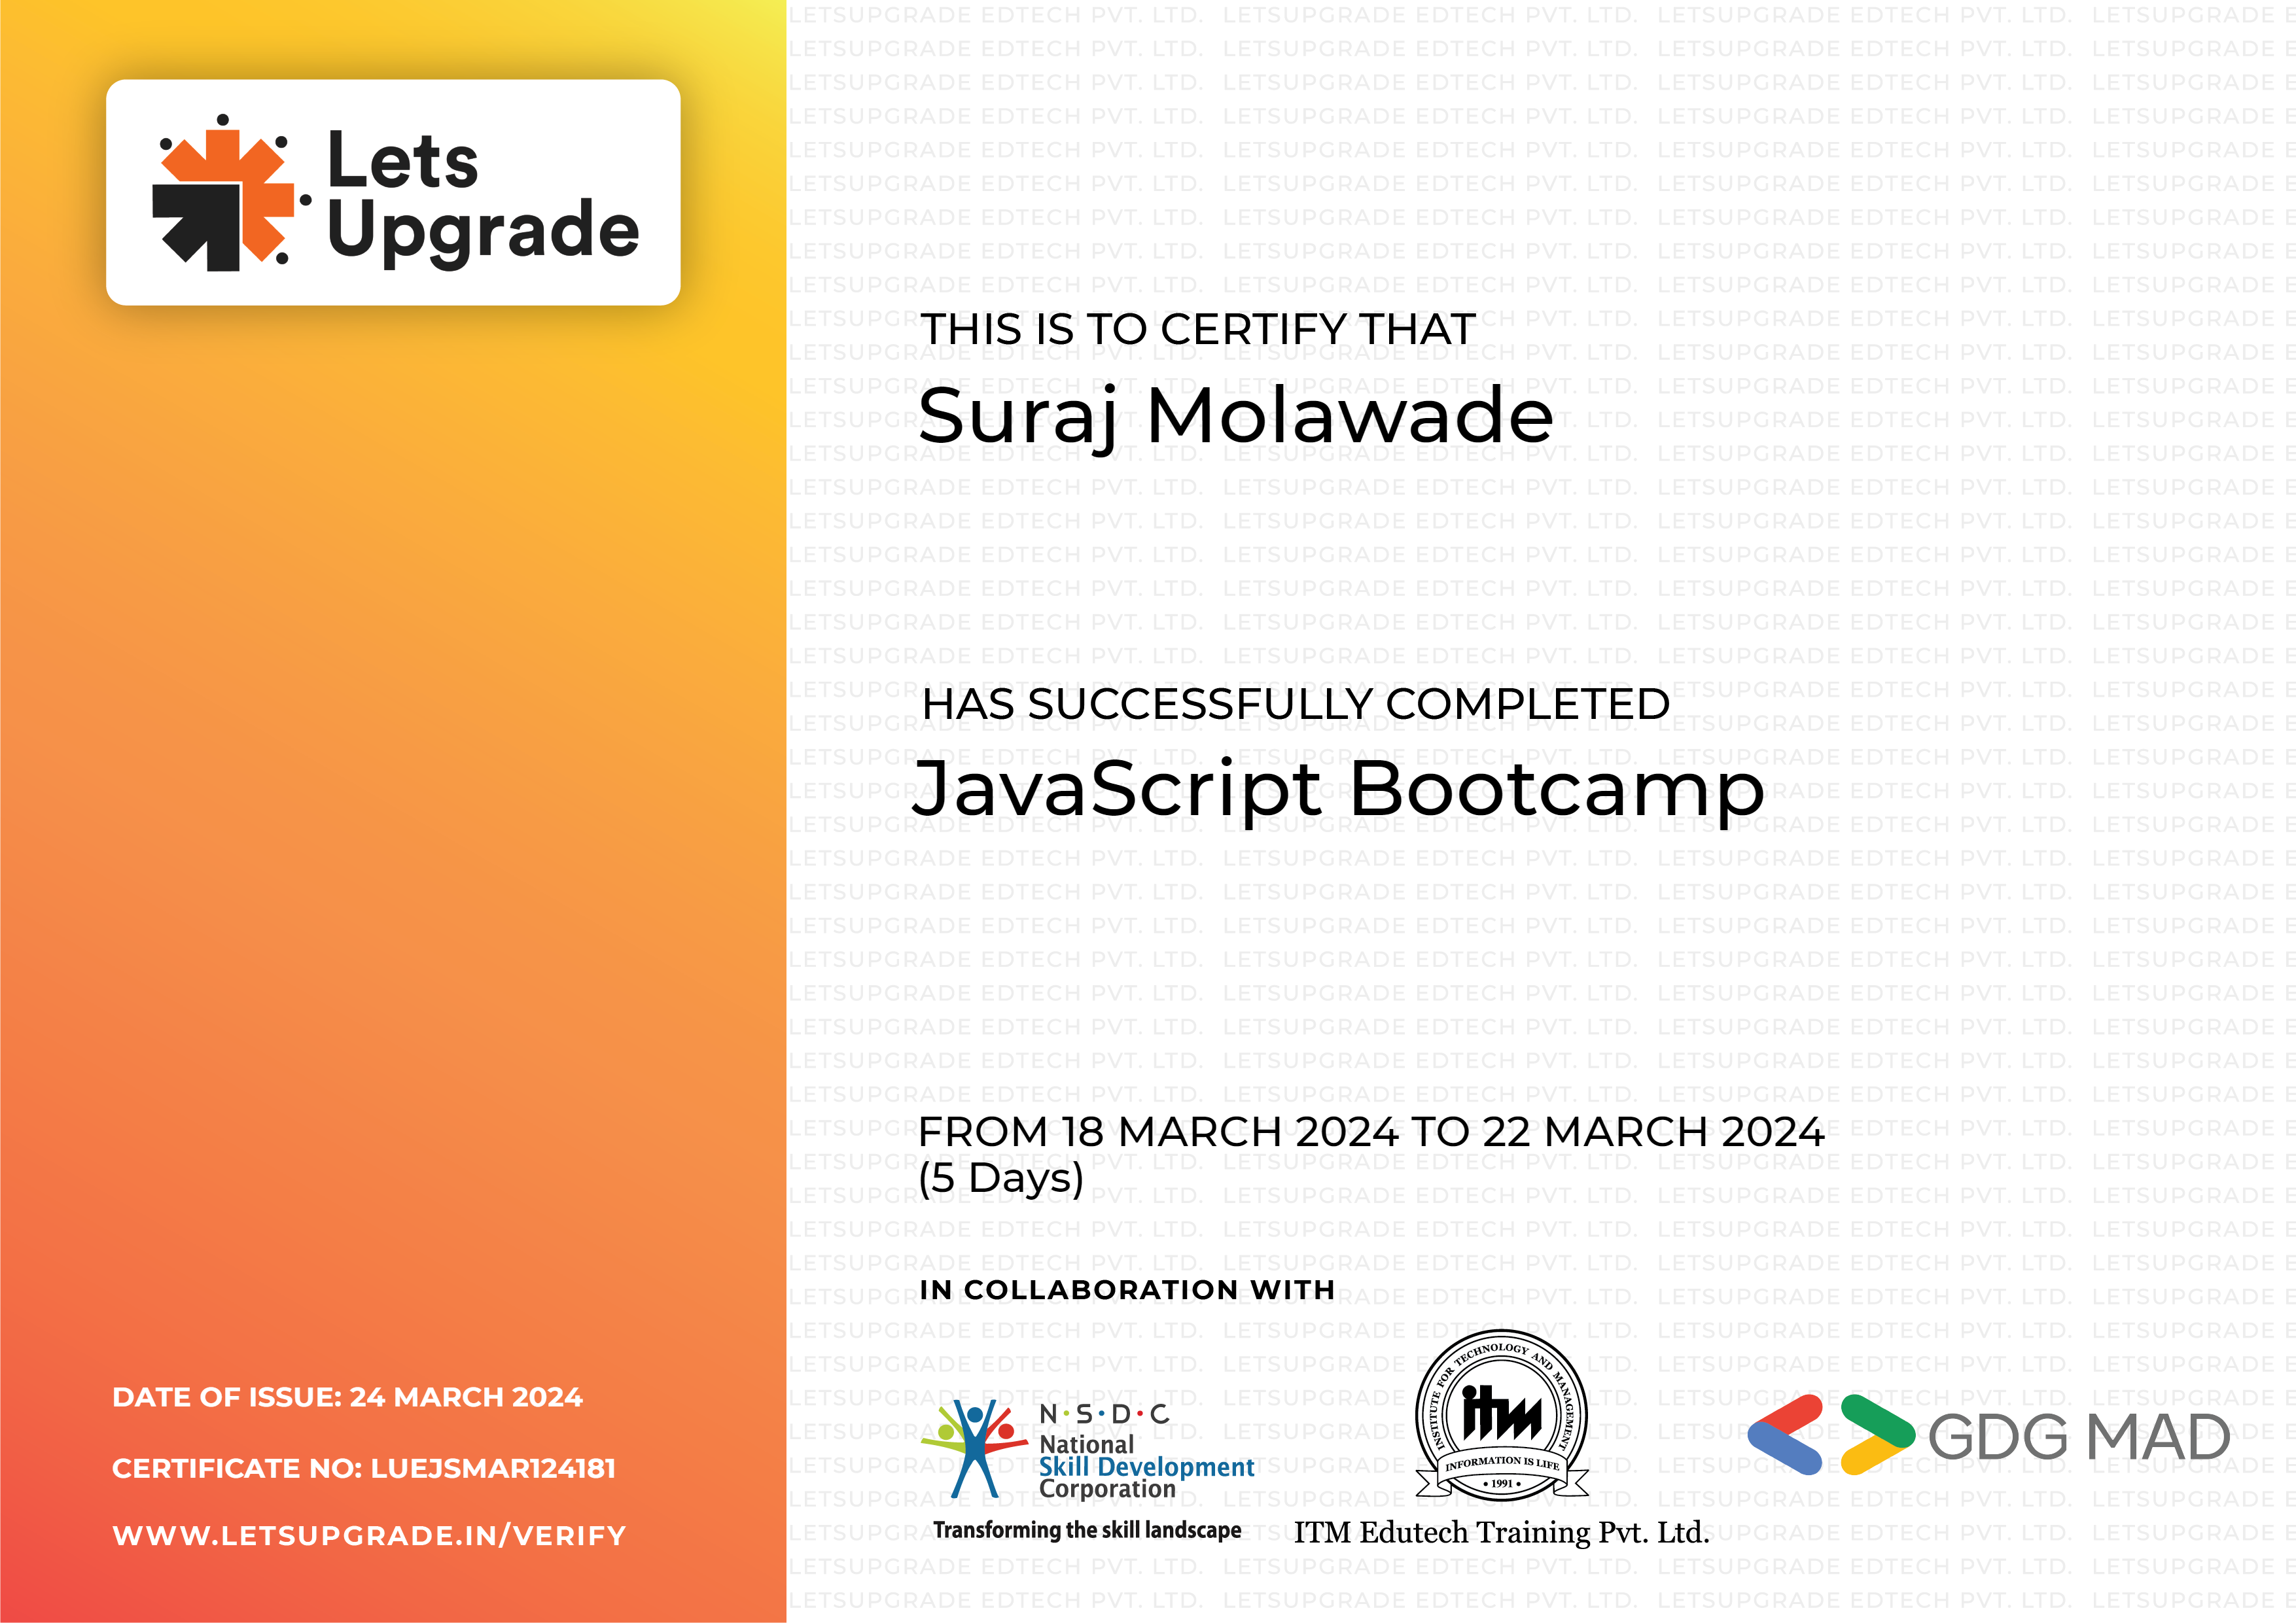 Lets
Upgrade
THIS IS TO CERTIFY THAT
Suraj Molawade
HAS SUCCESSFULLY COMPLETED
JavaScript Bootcamp
FROM 18 MARCH 2024 TO 22 MARCH 2024
(5 Days)
IN COLLABORATION WITH
N·S·D·C
National
Skill Development
Corporation
Transforming the skill landscape
INSTITUTE FOR TECHNOLOGY AND MANAGEMENT
itm
INFORMATION IS LIFE
• 1991 •
ITM Edutech Training Pvt. Ltd.
GDG MAD
DATE OF ISSUE: 24 MARCH 2024
CERTIFICATE NO: LUEJSMAR124181
WWW.LETSUPGRADE.IN/VERIFY
LETSUPGRADE EDTECH PVT. LTD.